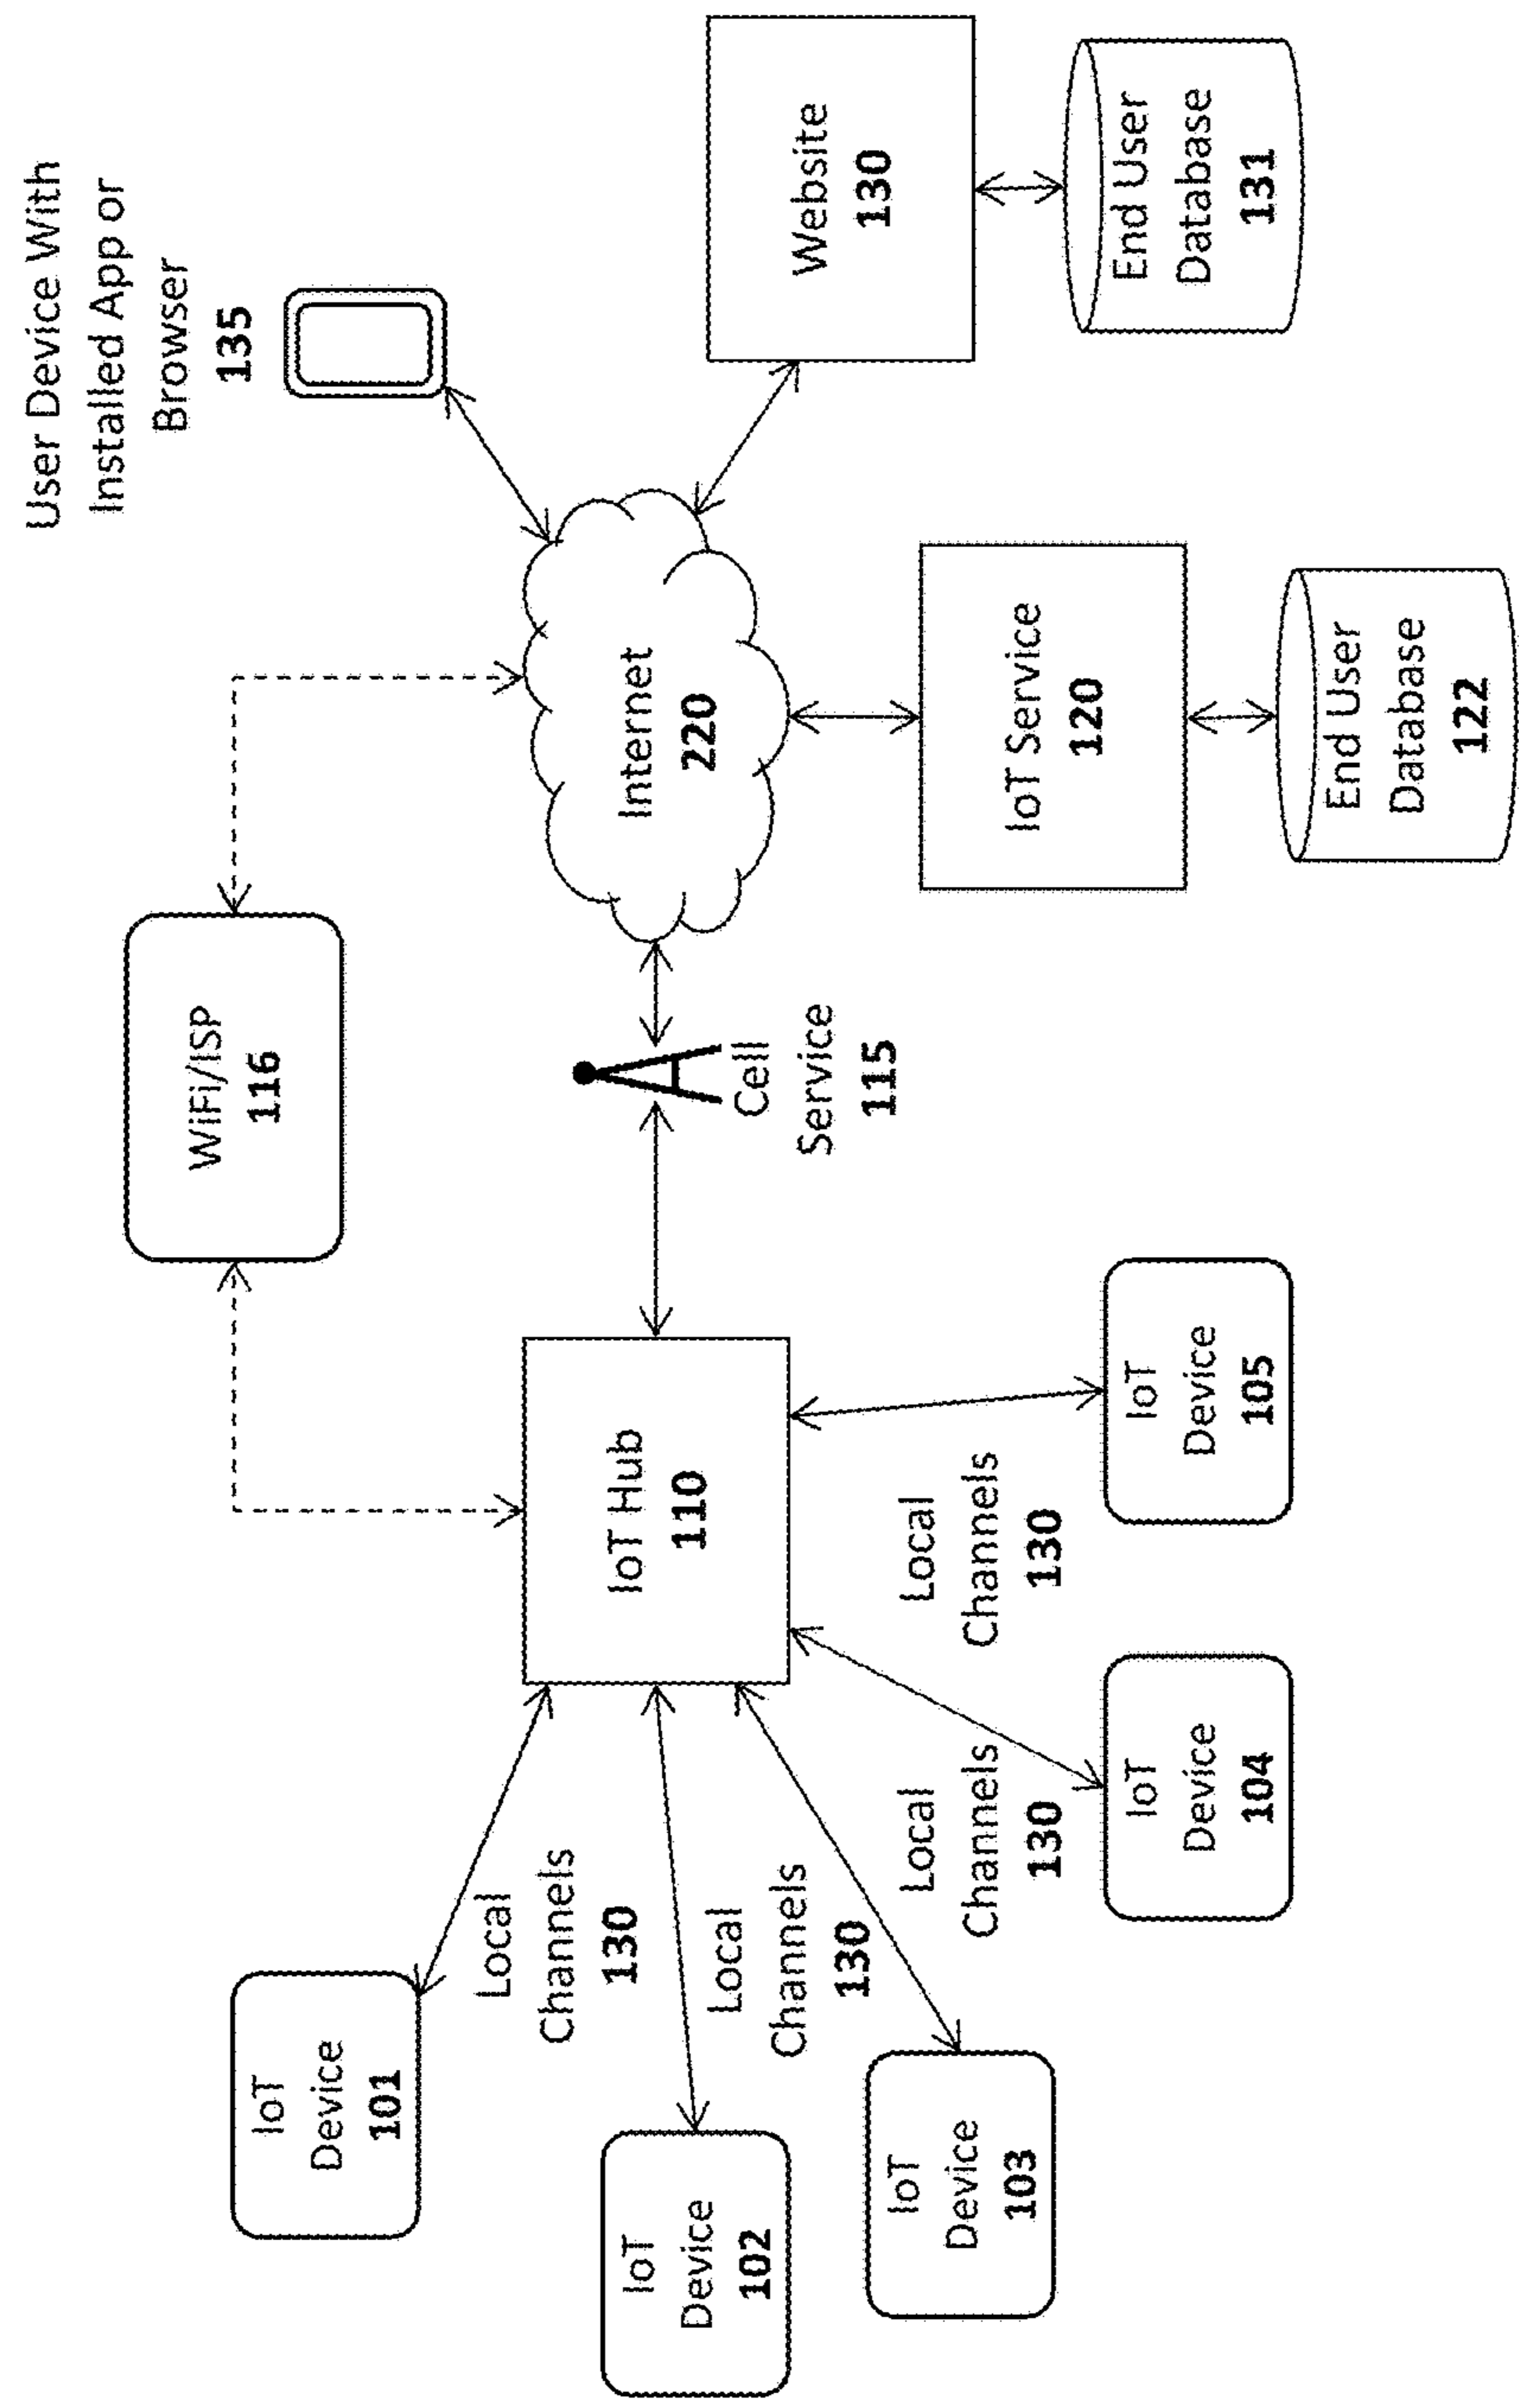 User Device With
Installed App or
Browser
135
WiFi/ISP
116
IoT
Device
101
Local
Channels
130
IoT
Device
102
Local
Channels
130
IoT
Device
103
IoT Hub
110
Cell
Service
115
Internet
220
Website
130
End User
Database
131
Local
Channels
130
IoT
Device
104
Local
Channels
130
IoT
Device
105
IoT Service
120
End User
Database
122